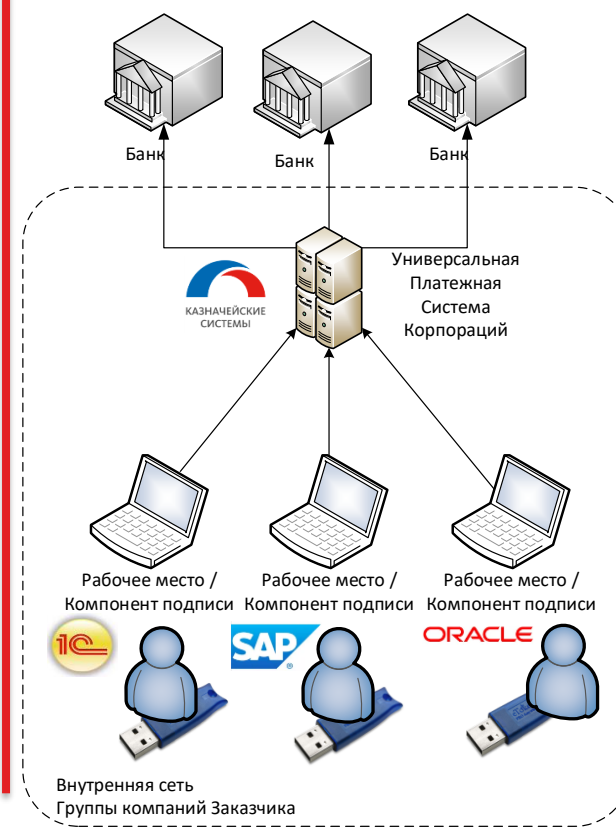 Банк
Банк
Банк
Универсальная
Платежная
Система
Корпораций
КАЗНАЧЕЙСКИЕ
СИСТЕМЫ
Рабочее место /
Компонент подписи
Рабочее место /
Компонент подписи
Рабочее место /
Компонент подписи
1С
SAP
ORACLE
Внутренняя сеть
Группы компаний Заказчика